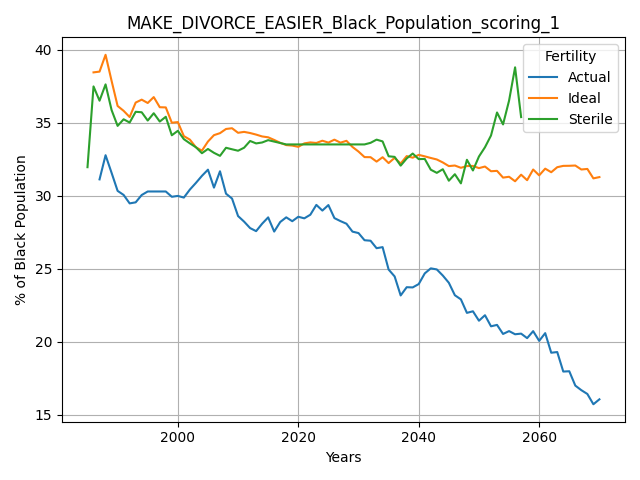 MAKE_DIVORCE_EASIER_Black_Population_scoring_1
Fertility
Actual
Ideal
Sterile
% of Black Population
40
35
30
25
20
15
2000
2020
2040
2060
Years